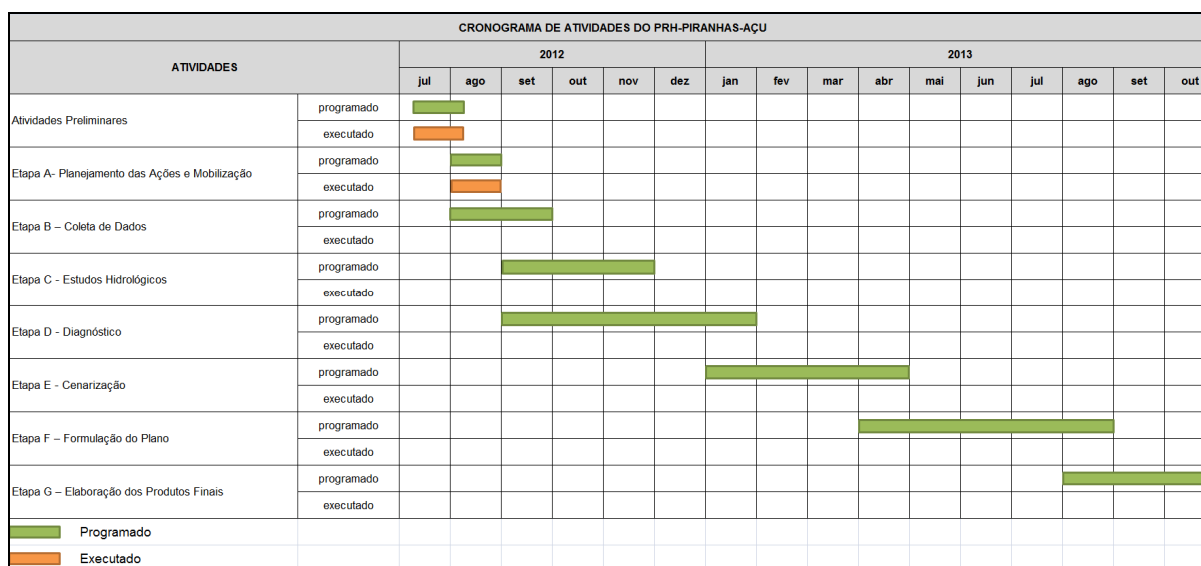 CRONOGRAMA DE ATIVIDADES DO PRH-PIRANHAS-AÇU
ATIVIDADES
2012
2013
jul ago set out nov dez jan fev mar abr mai jun jul ago set out
Atividades Preliminares
programado
executado
Etapa A- Planejamento das Ações e Mobilização
programado
executado
Etapa B – Coleta de Dados
programado
executado
Etapa C - Estudos Hidrológicos
programado
executado
Etapa D - Diagnóstico
programado
executado
Etapa E - Cenarização
programado
executado
Etapa F – Formulação do Plano
programado
executado
Etapa G – Elaboração dos Produtos Finais
programado
executado
Programado
Executado